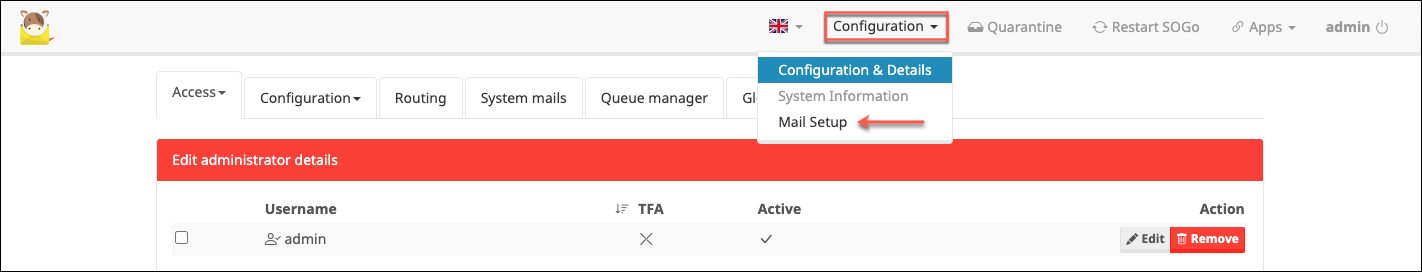 Configuration Quarantine Restart SOGo Apps admin
Configuration & Details
System Information
Mail Setup
Access Configuration Routing System mails Queue manager
Edit administrator details
Username TFA Active Action
admin Edit Remove